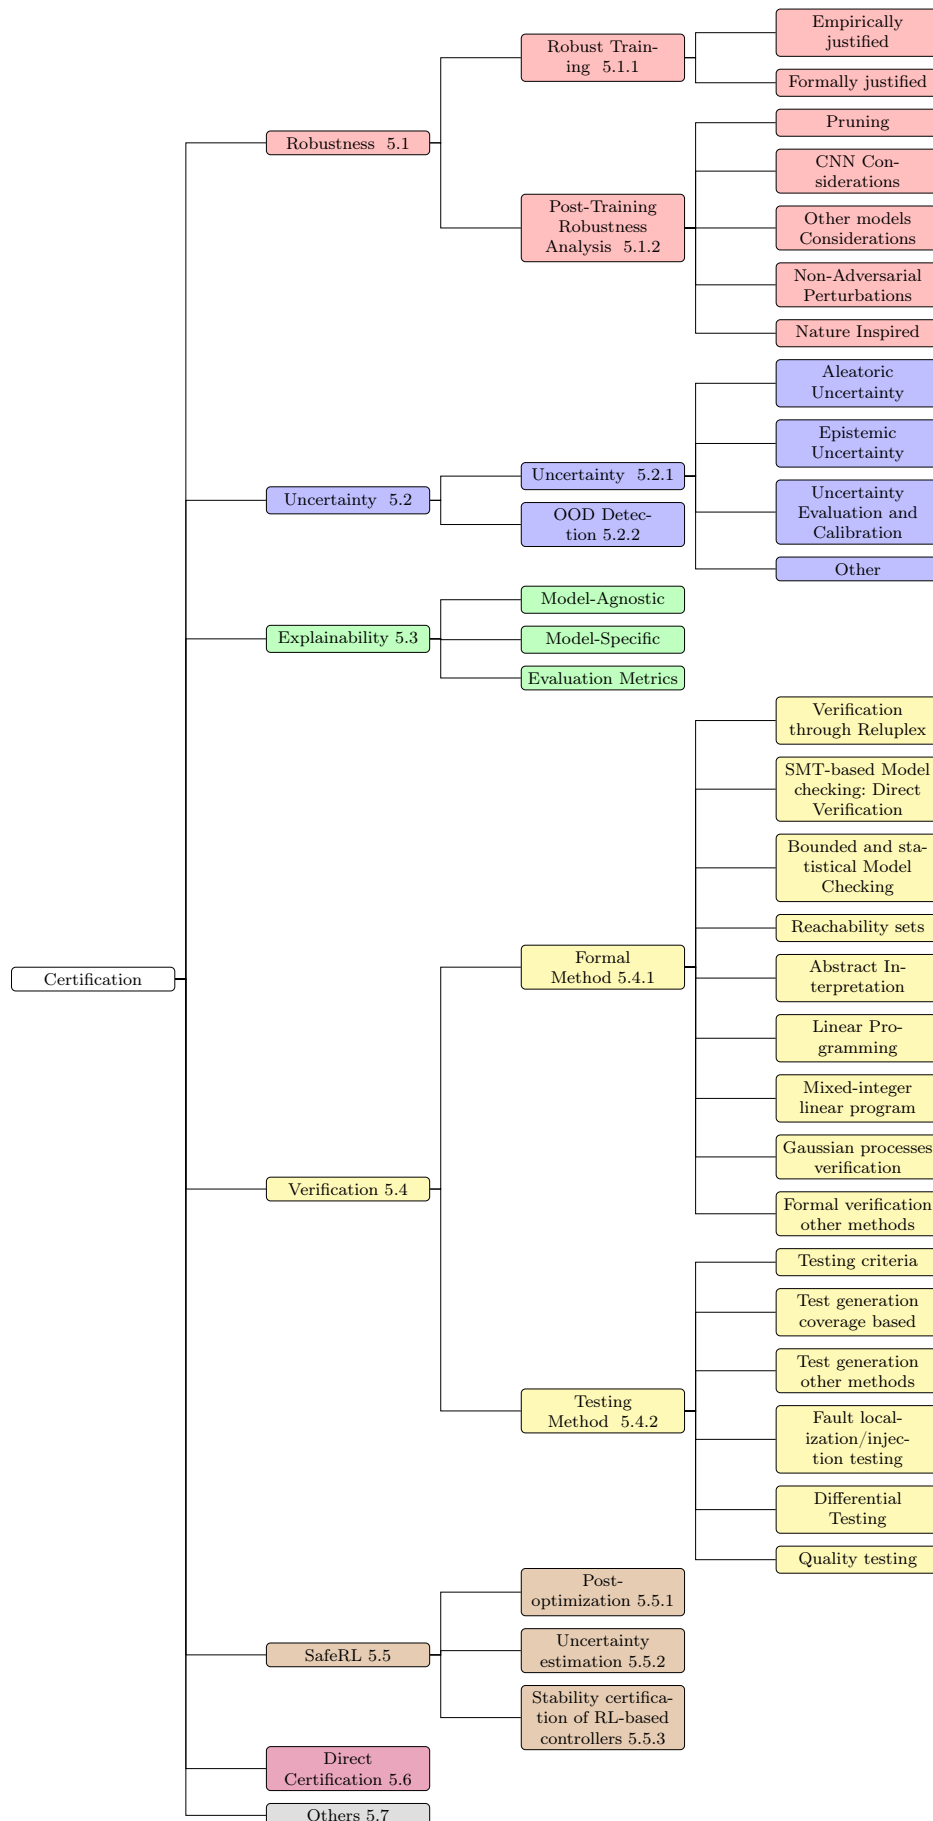 Certification
Robustness 5.1
Robust Train-
ing 5.1.1
Empirically
justified
Formally justified
Post-Training
Robustness
Analysis 5.1.2
Pruning
CNN Con-
siderations
Other models
Considerations
Non-Adversarial
Perturbations
Nature Inspired
Uncertainty 5.2
Uncertainty 5.2.1
Aleatoric
Uncertainty
Epistemic
Uncertainty
Uncertainty
Evaluation and
Calibration
Other
OOD Detec-
tion 5.2.2
Explainability 5.3
Model-Agnostic
Model-Specific
Evaluation Metrics
Verification 5.4
Formal
Method 5.4.1
Verification
through Reluplex
SMT-based Model
checking: Direct
Verification
Bounded and sta-
tistical Model
Checking
Reachability sets
Abstract In-
terpretation
Linear Pro-
gramming
Mixed-integer
linear program
Gaussian processes
verification
Formal verification
other methods
Testing
Method 5.4.2
Testing criteria
Test generation
coverage based
Test generation
other methods
Fault local-
ization/injec-
tion testing
Differential
Testing
Quality testing
SafeRL 5.5
Post-
optimization 5.5.1
Uncertainty
estimation 5.5.2
Stability certifica-
tion of RL-based
controllers 5.5.3
Direct
Certification 5.6
Others 5.7